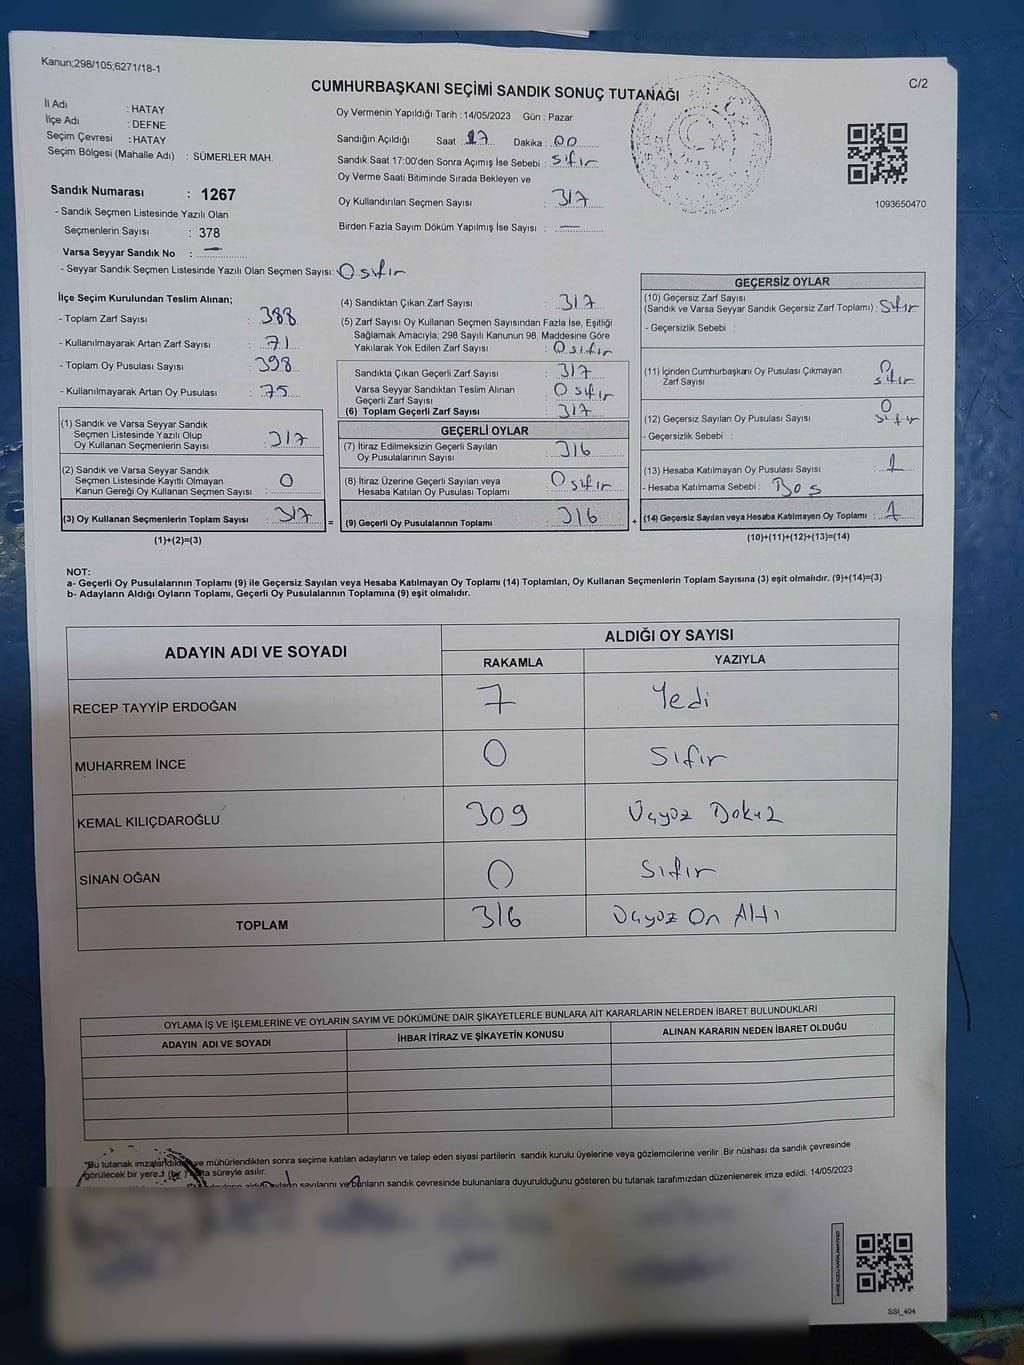 Kanun;298/105;6271/18-1
C/2
CUMHURBAŞKANI SEÇİMİ SANDIK SONUÇ TUTANAĞI
İl Adı : HATAY
İlçe Adı : DEFNE
Seçim Çevresi : HATAY
Seçim Bölgesi (Mahalle Adı) : SÜMERLER MAH.
Sandık Numarası : 1267
- Sandık Seçmen Listesinde Yazılı Olan
Seçmenlerin Sayısı : 378
Varsa Seyyar Sandık No : —
- Seyyar Sandık Seçmen Listesinde Yazılı Olan Seçmen Sayısı: 0 sıfır
Oy Vermenin Yapıldığı Tarih : 14/05/2023 Gün : Pazar
Sandığın Açıldığı Saat : 17 Dakika : 00
Sandık Saat 17:00'den Sonra Açımış İse Sebebi : sıfır
Oy Verme Saati Bitiminde Sırada Bekleyen ve
Oy Kullandırılan Seçmen Sayısı : 317
Birden Fazla Sayım Döküm Yapılmış İse Sayısı : —
1093650470
İlçe Seçim Kurulundan Teslim Alınan;
- Toplam Zarf Sayısı : 388
- Kullanılmayarak Artan Zarf Sayısı : 71
- Toplam Oy Pusulası Sayısı : 398
- Kullanılmayarak Artan Oy Pusulası : 75
(1) Sandık ve Varsa Seyyar Sandık
Seçmen Listesinde Yazılı Olup
Oy Kullanan Seçmenlerin Sayısı : 317
(2) Sandık ve Varsa Seyyar Sandık
Seçmen Listesinde Kayıtlı Olmayan
Kanun Gereği Oy Kullanan Seçmen Sayısı : 0
(3) Oy Kullanan Seçmenlerin Toplam Sayısı : 317
(1)+(2)=(3)
(4) Sandıktan Çıkan Zarf Sayısı : 317
(5) Zarf Sayısı Oy Kullanan Seçmen Sayısından Fazla İse, Eşitliği
Sağlamak Amacıyla; 298 Sayılı Kanunun 98. Maddesine Göre
Yakılarak Yok Edilen Zarf Sayısı : 0 sıfır
Sandıkta Çıkan Geçerli Zarf Sayısı : 317
Varsa Seyyar Sandıktan Teslim Alınan
Geçerli Zarf Sayısı : 0 sıfır
(6) Toplam Geçerli Zarf Sayısı : 317
GEÇERLİ OYLAR
(7) İtiraz Edilmeksizin Geçerli Sayılan
Oy Pusulalarının Sayısı : 316
(8) İtiraz Üzerine Geçerli Sayılan veya
Hesaba Katılan Oy Pusulası Toplamı : 0 sıfır
= (9) Geçerli Oy Pusulalarının Toplamı : 316 +
GEÇERSİZ OYLAR
(10) Geçersiz Zarf Sayısı
(Sandık ve Varsa Seyyar Sandık Geçersiz Zarf Toplamı) : Sıfır
- Geçersizlik Sebebi :
(11) İçinden Cumhurbaşkanı Oy Pusulası Çıkmayan
Zarf Sayısı : 0 sıfır
(12) Geçersiz Sayılan Oy Pusulası Sayısı : 0 sıfır
- Geçersizlik Sebebi :
(13) Hesaba Katılmayan Oy Pusulası Sayısı : 1
- Hesaba Katılmama Sebebi : Boş
(14) Geçersiz Sayılan veya Hesaba Katılmayan Oy Toplamı : 1
(10)+(11)+(12)+(13)=(14)
NOT:
a- Geçerli Oy Pusulalarının Toplamı (9) ile Geçersiz Sayılan veya Hesaba Katılmayan Oy Toplamı (14) Toplamları, Oy Kullanan Seçmenlerin Toplam Sayısına (3) eşit olmalıdır. (9)+(14)=(3)
b- Adayların Aldığı Oyların Toplamı, Geçerli Oy Pusulalarının Toplamına (9) eşit olmalıdır.
ADAYIN ADI VE SOYADI
ALDIĞI OY SAYISI
RAKAMLA YAZIYLA
RECEP TAYYİP ERDOĞAN 7 Yedi
MUHARREM İNCE 0 Sıfır
KEMAL KILIÇDAROĞLU 309 Üçyüz Dokuz
SİNAN OĞAN 0 Sıfır
TOPLAM 316 Üçyüz On Altı
OYLAMA İŞ VE İŞLEMLERİNE VE OYLARIN SAYIM VE DÖKÜMÜNE DAİR ŞİKAYETLERLE BUNLARA AİT KARARLARIN NELERDEN İBARET BULUNDUKLARI
ADAYIN ADI VE SOYADI İHBAR İTİRAZ VE ŞİKAYETİN KONUSU ALINAN KARARIN NEDEN İBARET OLDUĞU
"Bu tutanak imzalandıktan ve mühürlendikten sonra seçime katılan adayların ve talep eden siyasi partilerin sandık kurulu üyelerine veya gözlemcilerine verilir. Bir nüshası da sandık çevresinde
görülecek bir yere 1 (bir) hafta süreyle asılır.
sayılarını ve bunların sandık çevresinde bulunanlara duyurulduğunu gösteren bu tutanak tarafımızdan düzenlenerek imza edildi. 14/05/2023
SSI_404